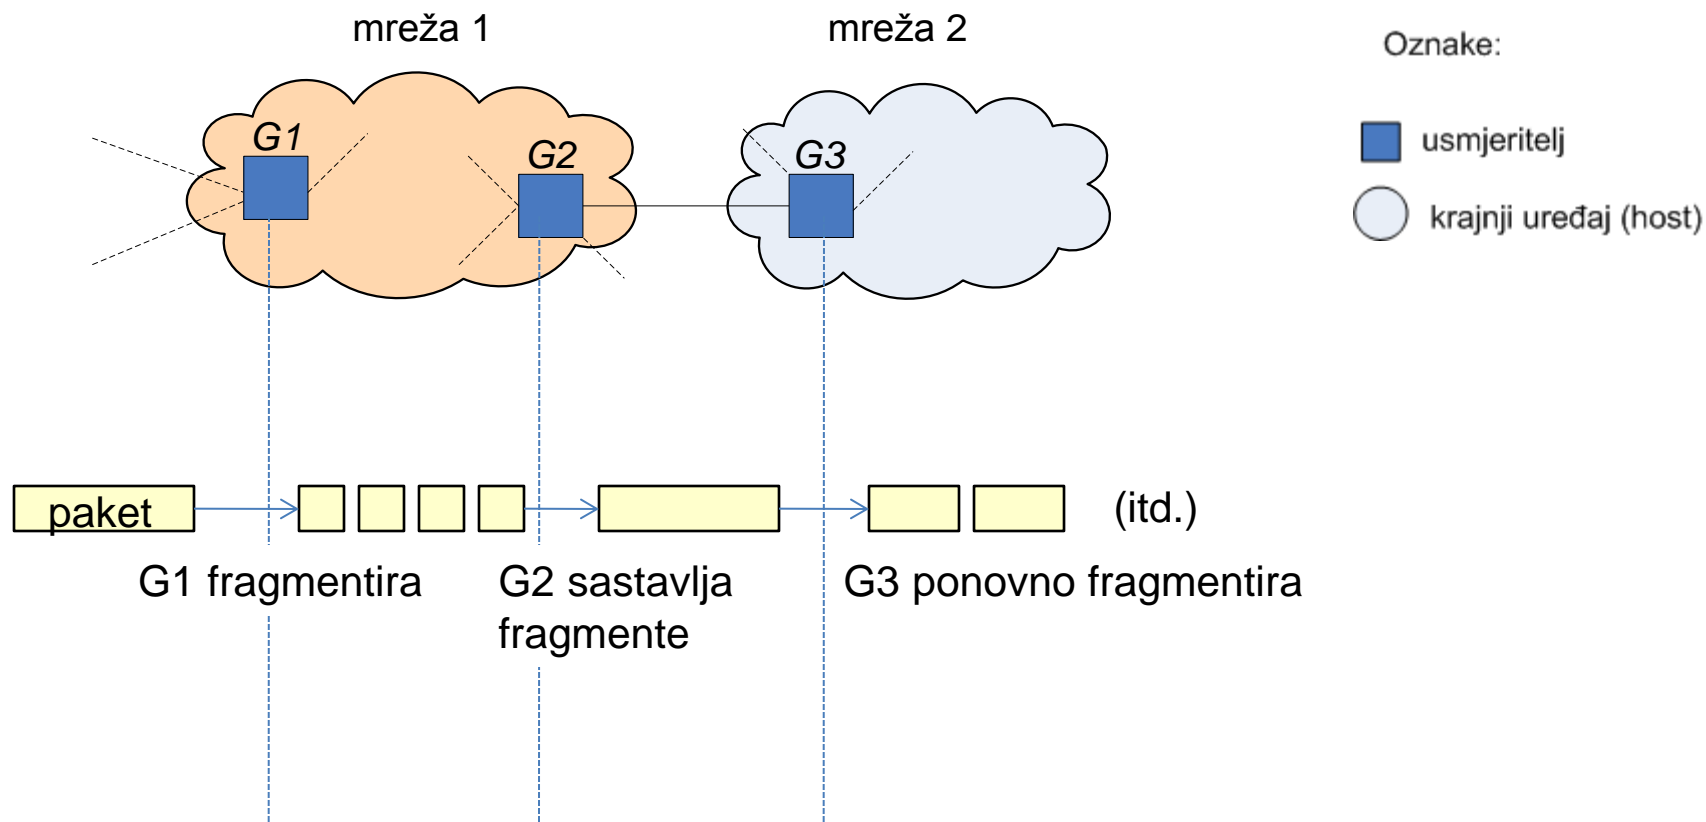 mreža 1
mreža 2
Oznake:
G1
G2
G3
usmjeritelj
krajnji uređaj (host)
paket
(itd.)
G1 fragmentira
G2 sastavlja
fragmente
G3 ponovno fragmentira